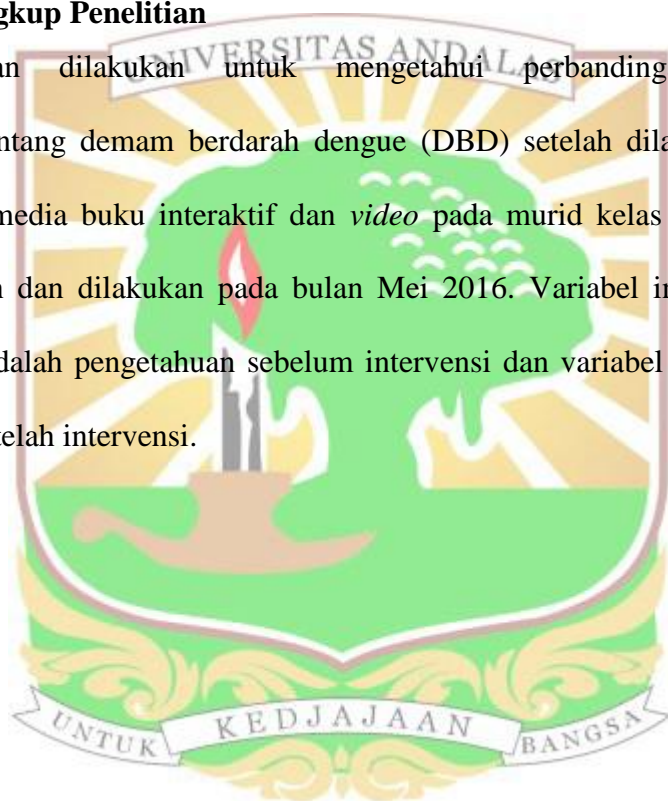 gkup Penelitian
UNIVERSITAS ANDALAS
an dilakukan untuk mengetahui perbanding
ntang demam berdarah dengue (DBD) setelah dila
media buku interaktif dan video pada murid kelas
n dan dilakukan pada bulan Mei 2016. Variabel in
dalah pengetahuan sebelum intervensi dan variabel
telah intervensi.
UNTUK KEDJAJAAN BANGSA